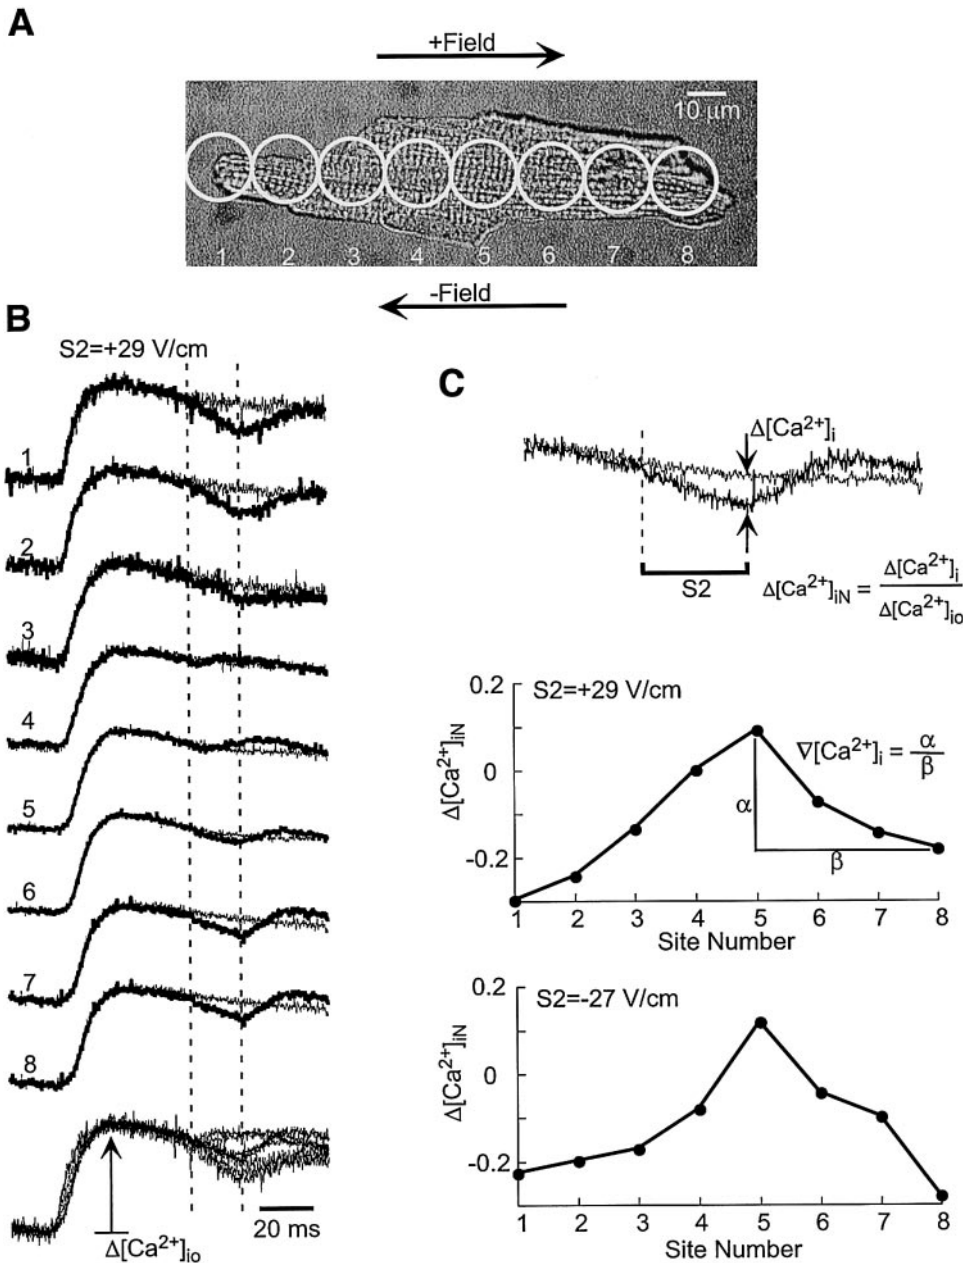 A
+Field
10 μm
1 2 3 4 5 6 7 8
-Field
B
S2=+29 V/cm
1
2
3
4
5
6
7
8
Δ[Ca²⁺]io
20 ms
C
Δ[Ca²⁺]i
S2
Δ[Ca²⁺]iN = Δ[Ca²⁺]i / Δ[Ca²⁺]io
S2=+29 V/cm
Δ[Ca²⁺]iN
0.2
0
-0.2
∇[Ca²⁺]i = α / β
α
β
1 2 3 4 5 6 7 8
Site Number
S2=-27 V/cm
Δ[Ca²⁺]iN
0.2
0
-0.2
1 2 3 4 5 6 7 8
Site Number